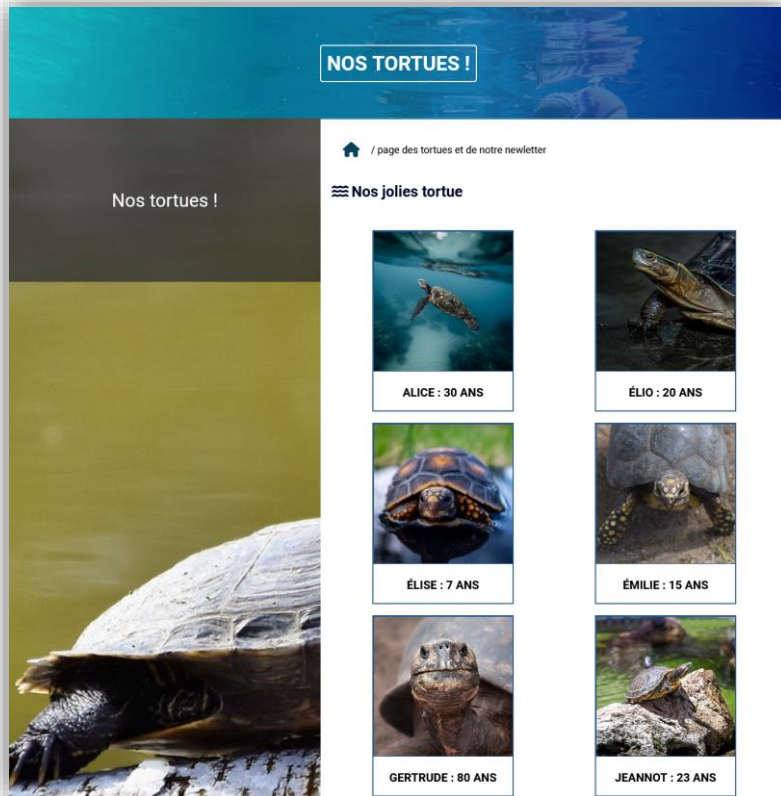 NOS TORTUES !
Nos tortues !
/ page des tortues et de notre newletter
Nos jolies tortue
ALICE : 30 ANS
ÉLIO : 20 ANS
ÉLISE : 7 ANS
ÉMILIE : 15 ANS
GERTRUDE : 80 ANS
JEANNOT : 23 ANS